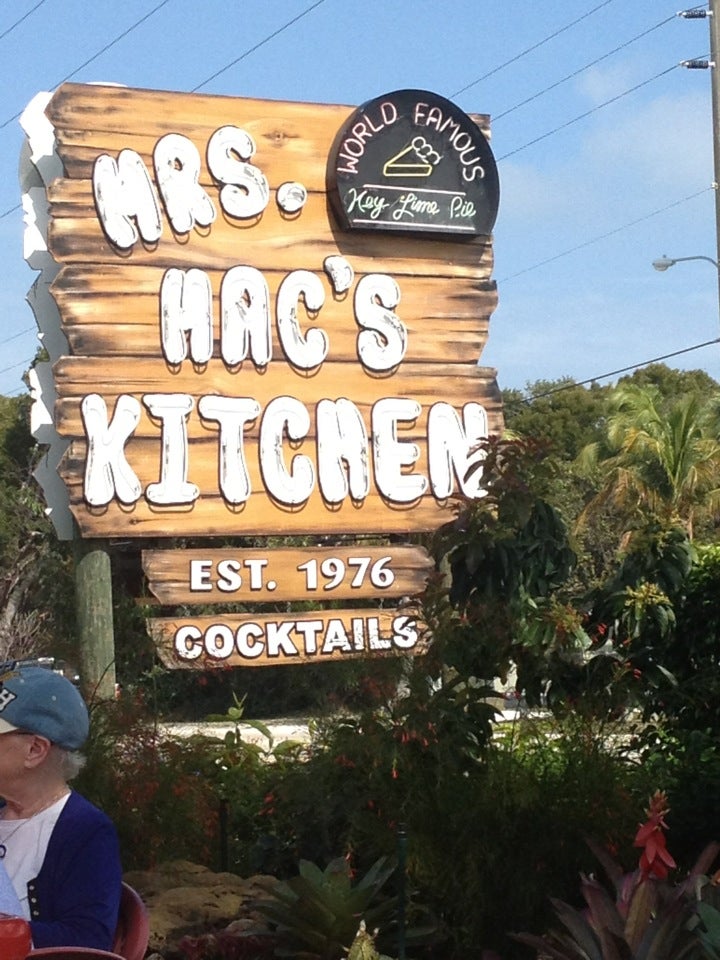 MRS.
MAC'S
KITCHEN
WORLD FAMOUS
Key Lime Pie
EST. 1976
COCKTAILS